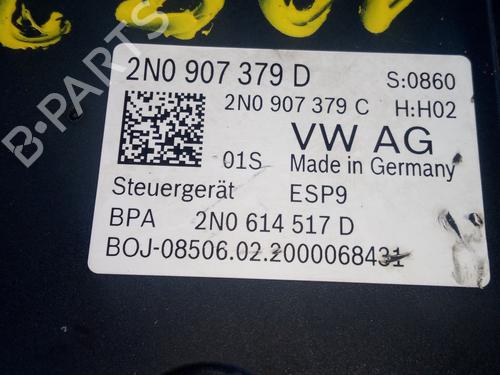 2N0 907 379 D S:0860
2N0 907 379 C H:H02
VW AG
01S Made in Germany
Steuergerät ESP9
BPA 2N0 614 517 D
BOJ-08506.02.2000068431
B-PARTS